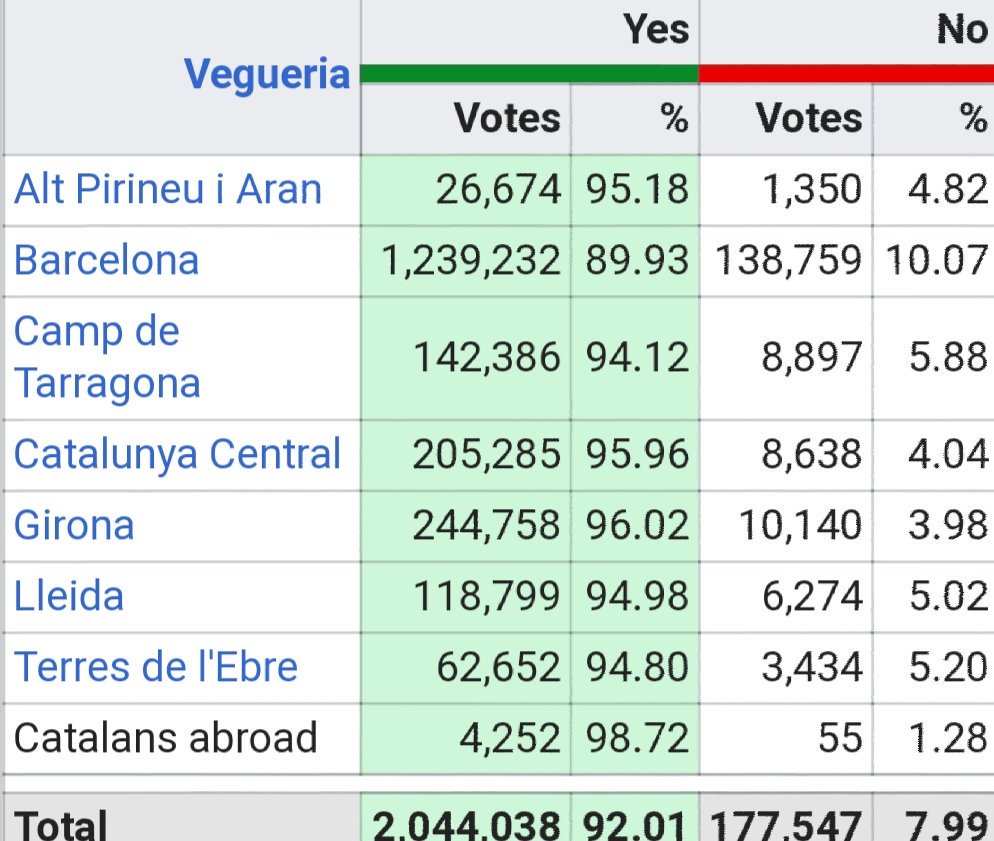 Vegueria Yes No
Votes % Votes %
Alt Pirineu i Aran 26,674 95.18 1,350 4.82
Barcelona 1,239,232 89.93 138,759 10.07
Camp de
Tarragona 142,386 94.12 8,897 5.88
Catalunya Central 205,285 95.96 8,638 4.04
Girona 244,758 96.02 10,140 3.98
Lleida 118,799 94.98 6,274 5.02
Terres de l'Ebre 62,652 94.80 3,434 5.20
Catalans abroad 4,252 98.72 55 1.28
Total 2,044,038 92.01 177,547 7.99